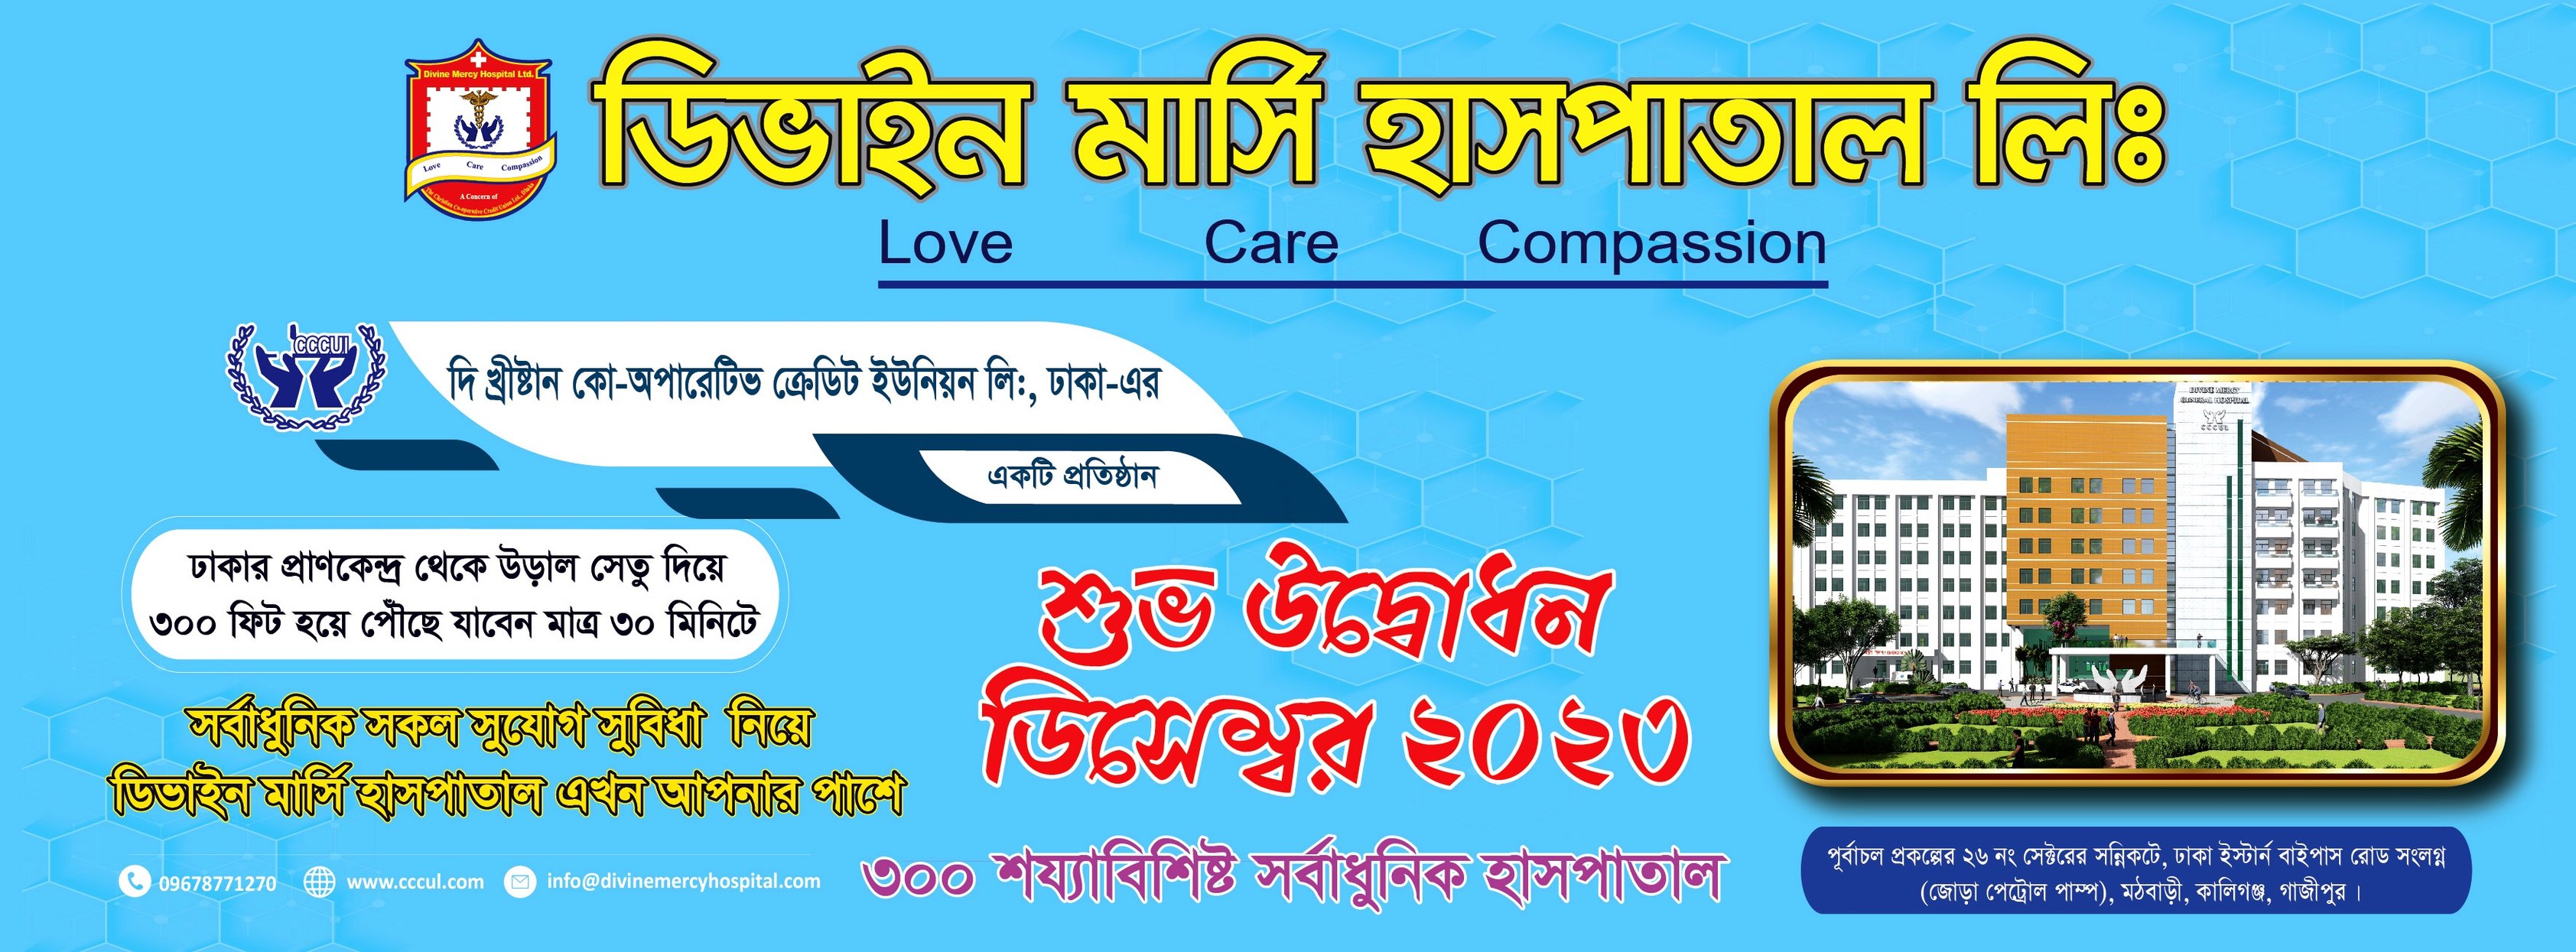 Divine Mercy Hospital Ltd.
Love Care Compassion
A Concern of
The Christian Co-operative Credit Union Ltd., Dhaka
ডিভাইন মার্সি হাসপাতাল লিঃ
Love Care Compassion
CCCUL
দি খ্রীষ্টান কো-অপারেটিভ ক্রেডিট ইউনিয়ন লি:, ঢাকা-এর
একটি প্রতিষ্ঠান
ঢাকার প্রাণকেন্দ্র থেকে উড়াল সেতু দিয়ে
৩০০ ফিট হয়ে পৌঁছে যাবেন মাত্র ৩০ মিনিটে
সর্বাধুনিক সকল সুযোগ সুবিধা নিয়ে
ডিভাইন মার্সি হাসপাতাল এখন আপনার পাশে
09678771270 www.cccul.com info@divinemercyhospital.com
শুভ উদ্বোধন
ডিসেম্বর ২০২৩
৩০০ শয্যাবিশিষ্ট সর্বাধুনিক হাসপাতাল
DIVINE MERCY
GENERAL HOSPITAL
CCCUL
পূর্বাচল প্রকল্পের ২৬ নং সেক্টরের সন্নিকটে, ঢাকা ইস্টার্ন বাইপাস রোড সংলগ্ন
(জোড়া পেট্রোল পাম্প), মঠবাড়ী, কালিগঞ্জ, গাজীপুর।